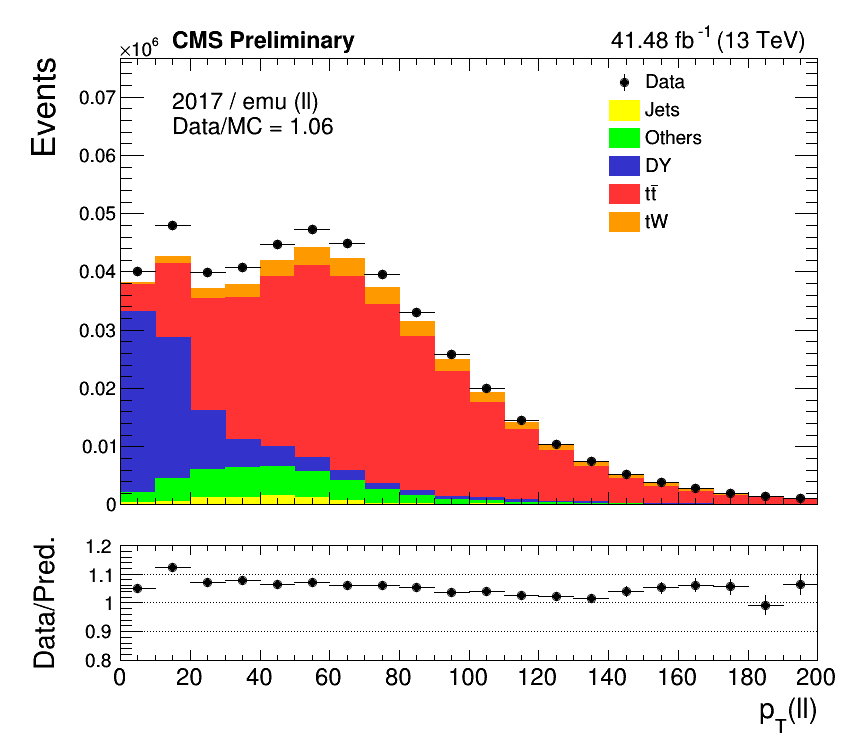 ×10⁶ CMS Preliminary 41.48 fb⁻¹ (13 TeV)
Events
2017 / emu (ll)
Data/MC = 1.06
Data
Jets
Others
DY
tt̄
tW
0.07
0.06
0.05
0.04
0.03
0.02
0.01
0
Data/Pred.
1.2
1.1
1
0.9
0.8
0 20 40 60 80 100 120 140 160 180 200
p_T(ll)